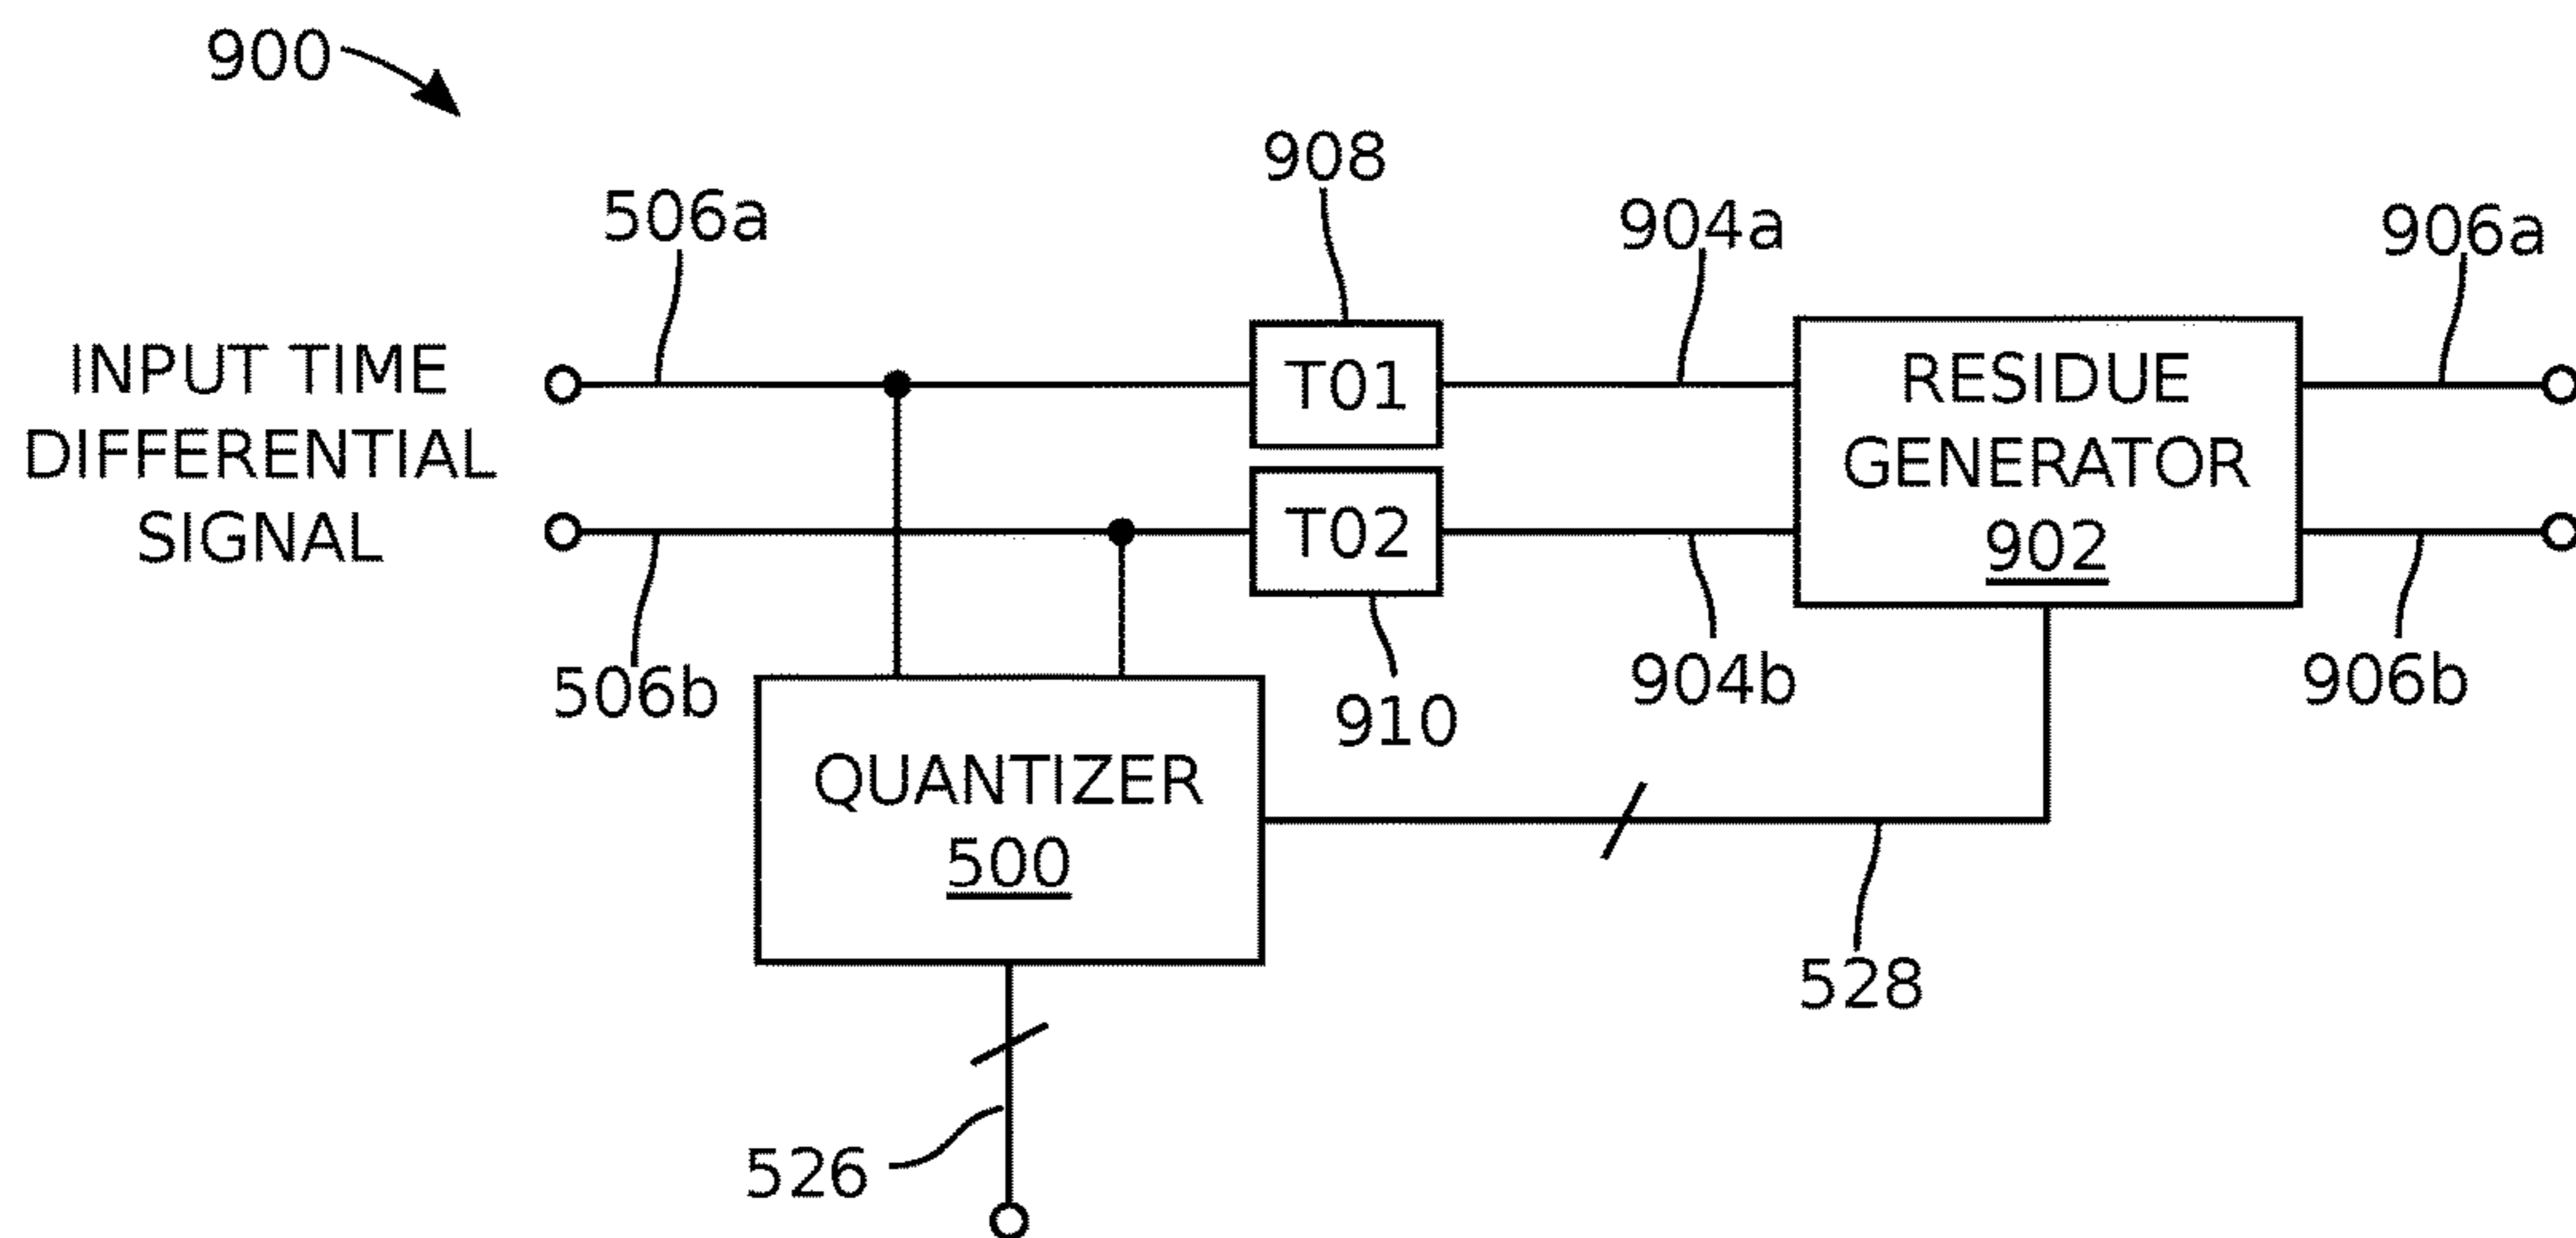 900
908
506a
904a
906a
INPUT TIME
DIFFERENTIAL
SIGNAL
T01
RESIDUE
GENERATOR
902
T02
506b
910
904b
906b
QUANTIZER
500
528
526